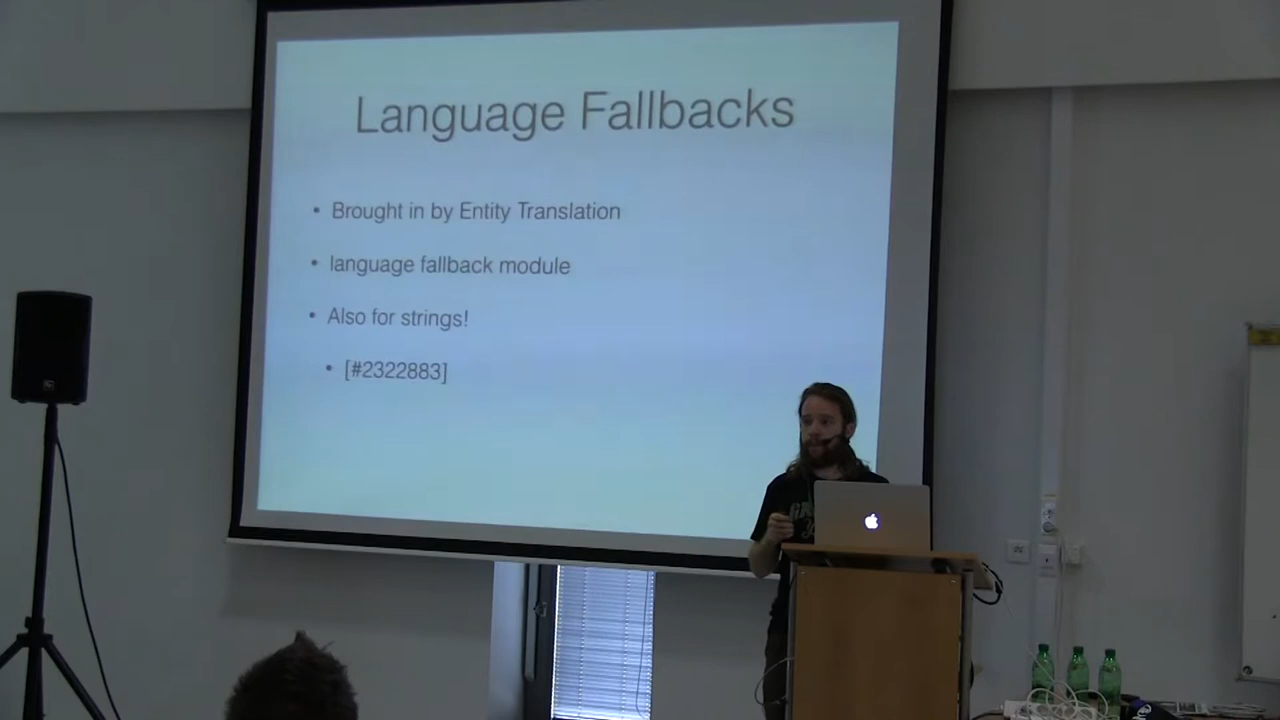 Language Fallbacks
• Brought in by Entity Translation
• language fallback module
• Also for strings!
• [#2322883]